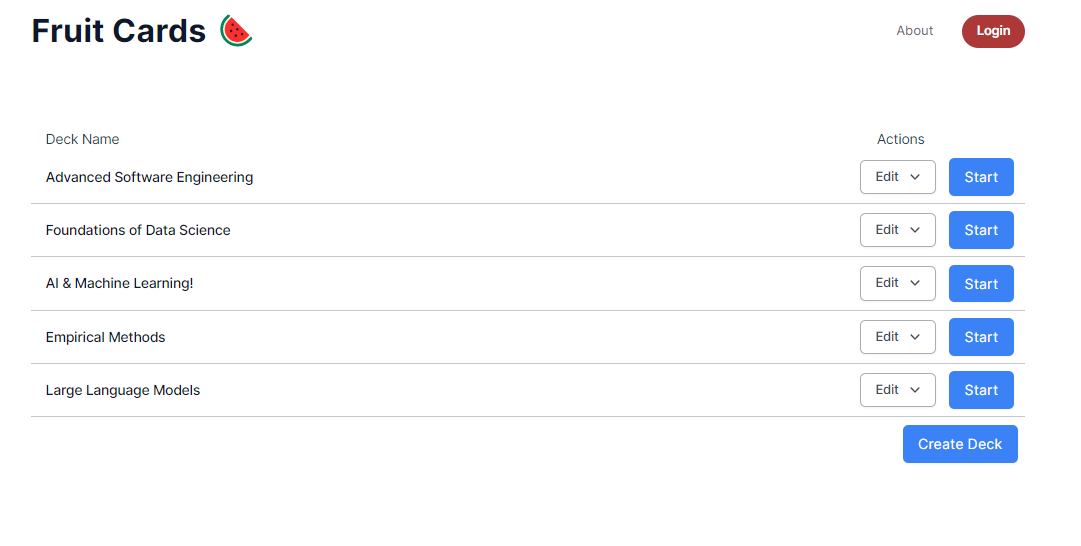 Fruit Cards
About
Login
Deck Name
Actions
Advanced Software Engineering
Edit
Start
Foundations of Data Science
Edit
Start
AI & Machine Learning!
Edit
Start
Empirical Methods
Edit
Start
Large Language Models
Edit
Start
Create Deck